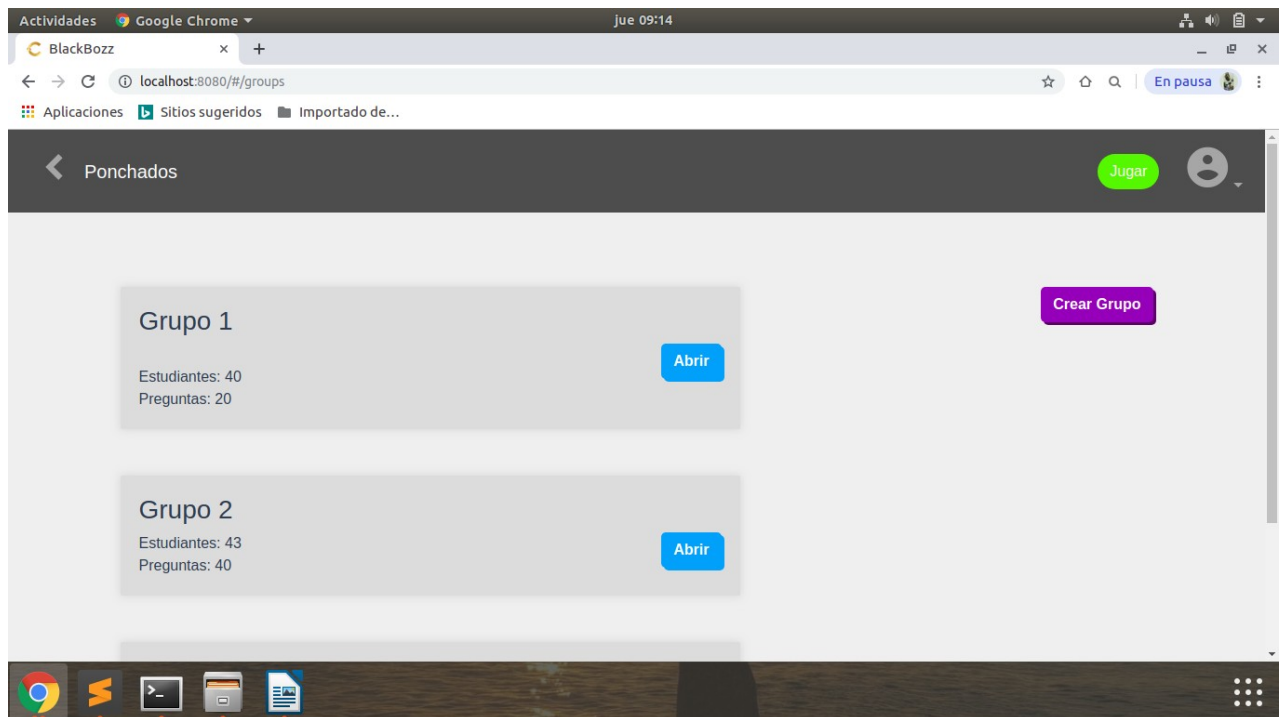 Actividades Google Chrome jue 09:14
BlackBozz
localhost:8080/#/groups En pausa
Aplicaciones Sitios sugeridos Importado de...
Ponchados Jugar
Grupo 1 Crear Grupo
Abrir
Estudiantes: 40
Preguntas: 20
Grupo 2
Estudiantes: 43
Abrir
Preguntas: 40